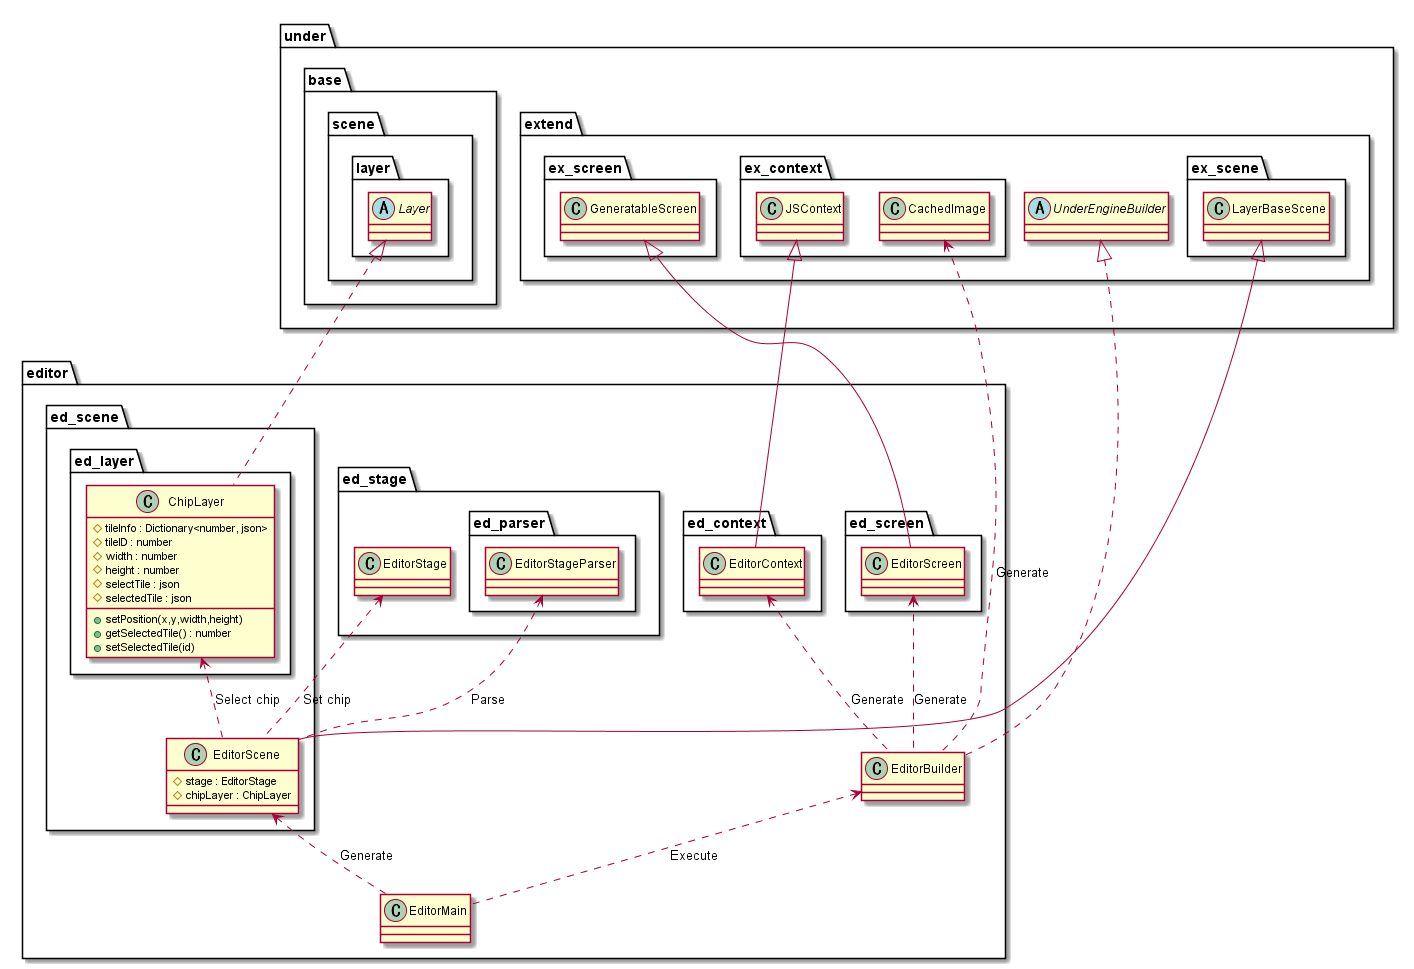 under
base
scene
layer
A Layer
extend
ex_screen
C GeneratableScreen
ex_context
C JSContext
C CachedImage
A UnderEngineBuilder
ex_scene
C LayerBaseScene
editor
ed_scene
ed_layer
C ChipLayer
tileInfo : Dictionary<number, json>
tileID : number
width : number
height : number
selectTile : json
selectedTile : json
setPosition(x,y,width,height)
getSelectedTile() : number
setSelectedTile(id)
ed_stage
C EditorStage
ed_parser
C EditorStageParser
ed_context
C EditorContext
ed_screen
C EditorScreen
Generate
Select chip
Set chip
Parse
Generate
Generate
C EditorScene
stage : EditorStage
chipLayer : ChipLayer
C EditorBuilder
Generate
Execute
C EditorMain